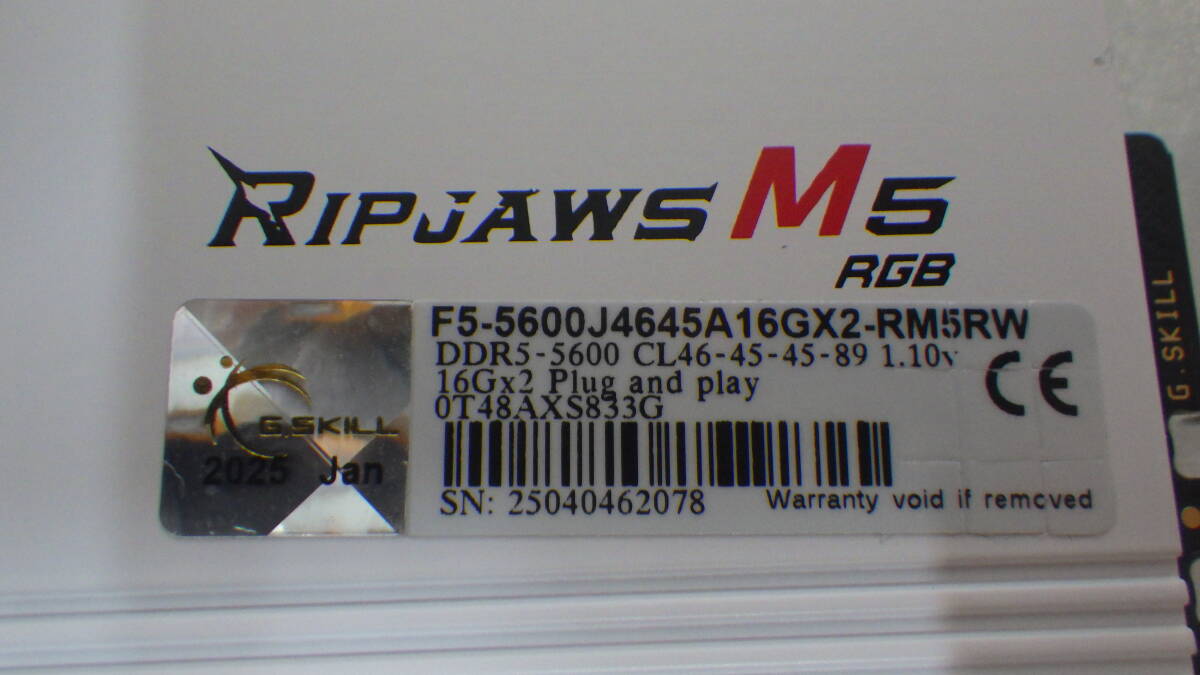 RIPJAWS M5
RGB
F5-5600J4645A16GX2-RM5RW
DDR5-5600 CL46-45-45-89 1.10v
16Gx2 Plug and play
0T48AXS833G
CE
G.SKILL
2025 Jan
SN: 25040462078
Warranty void if removed
G.SKILL